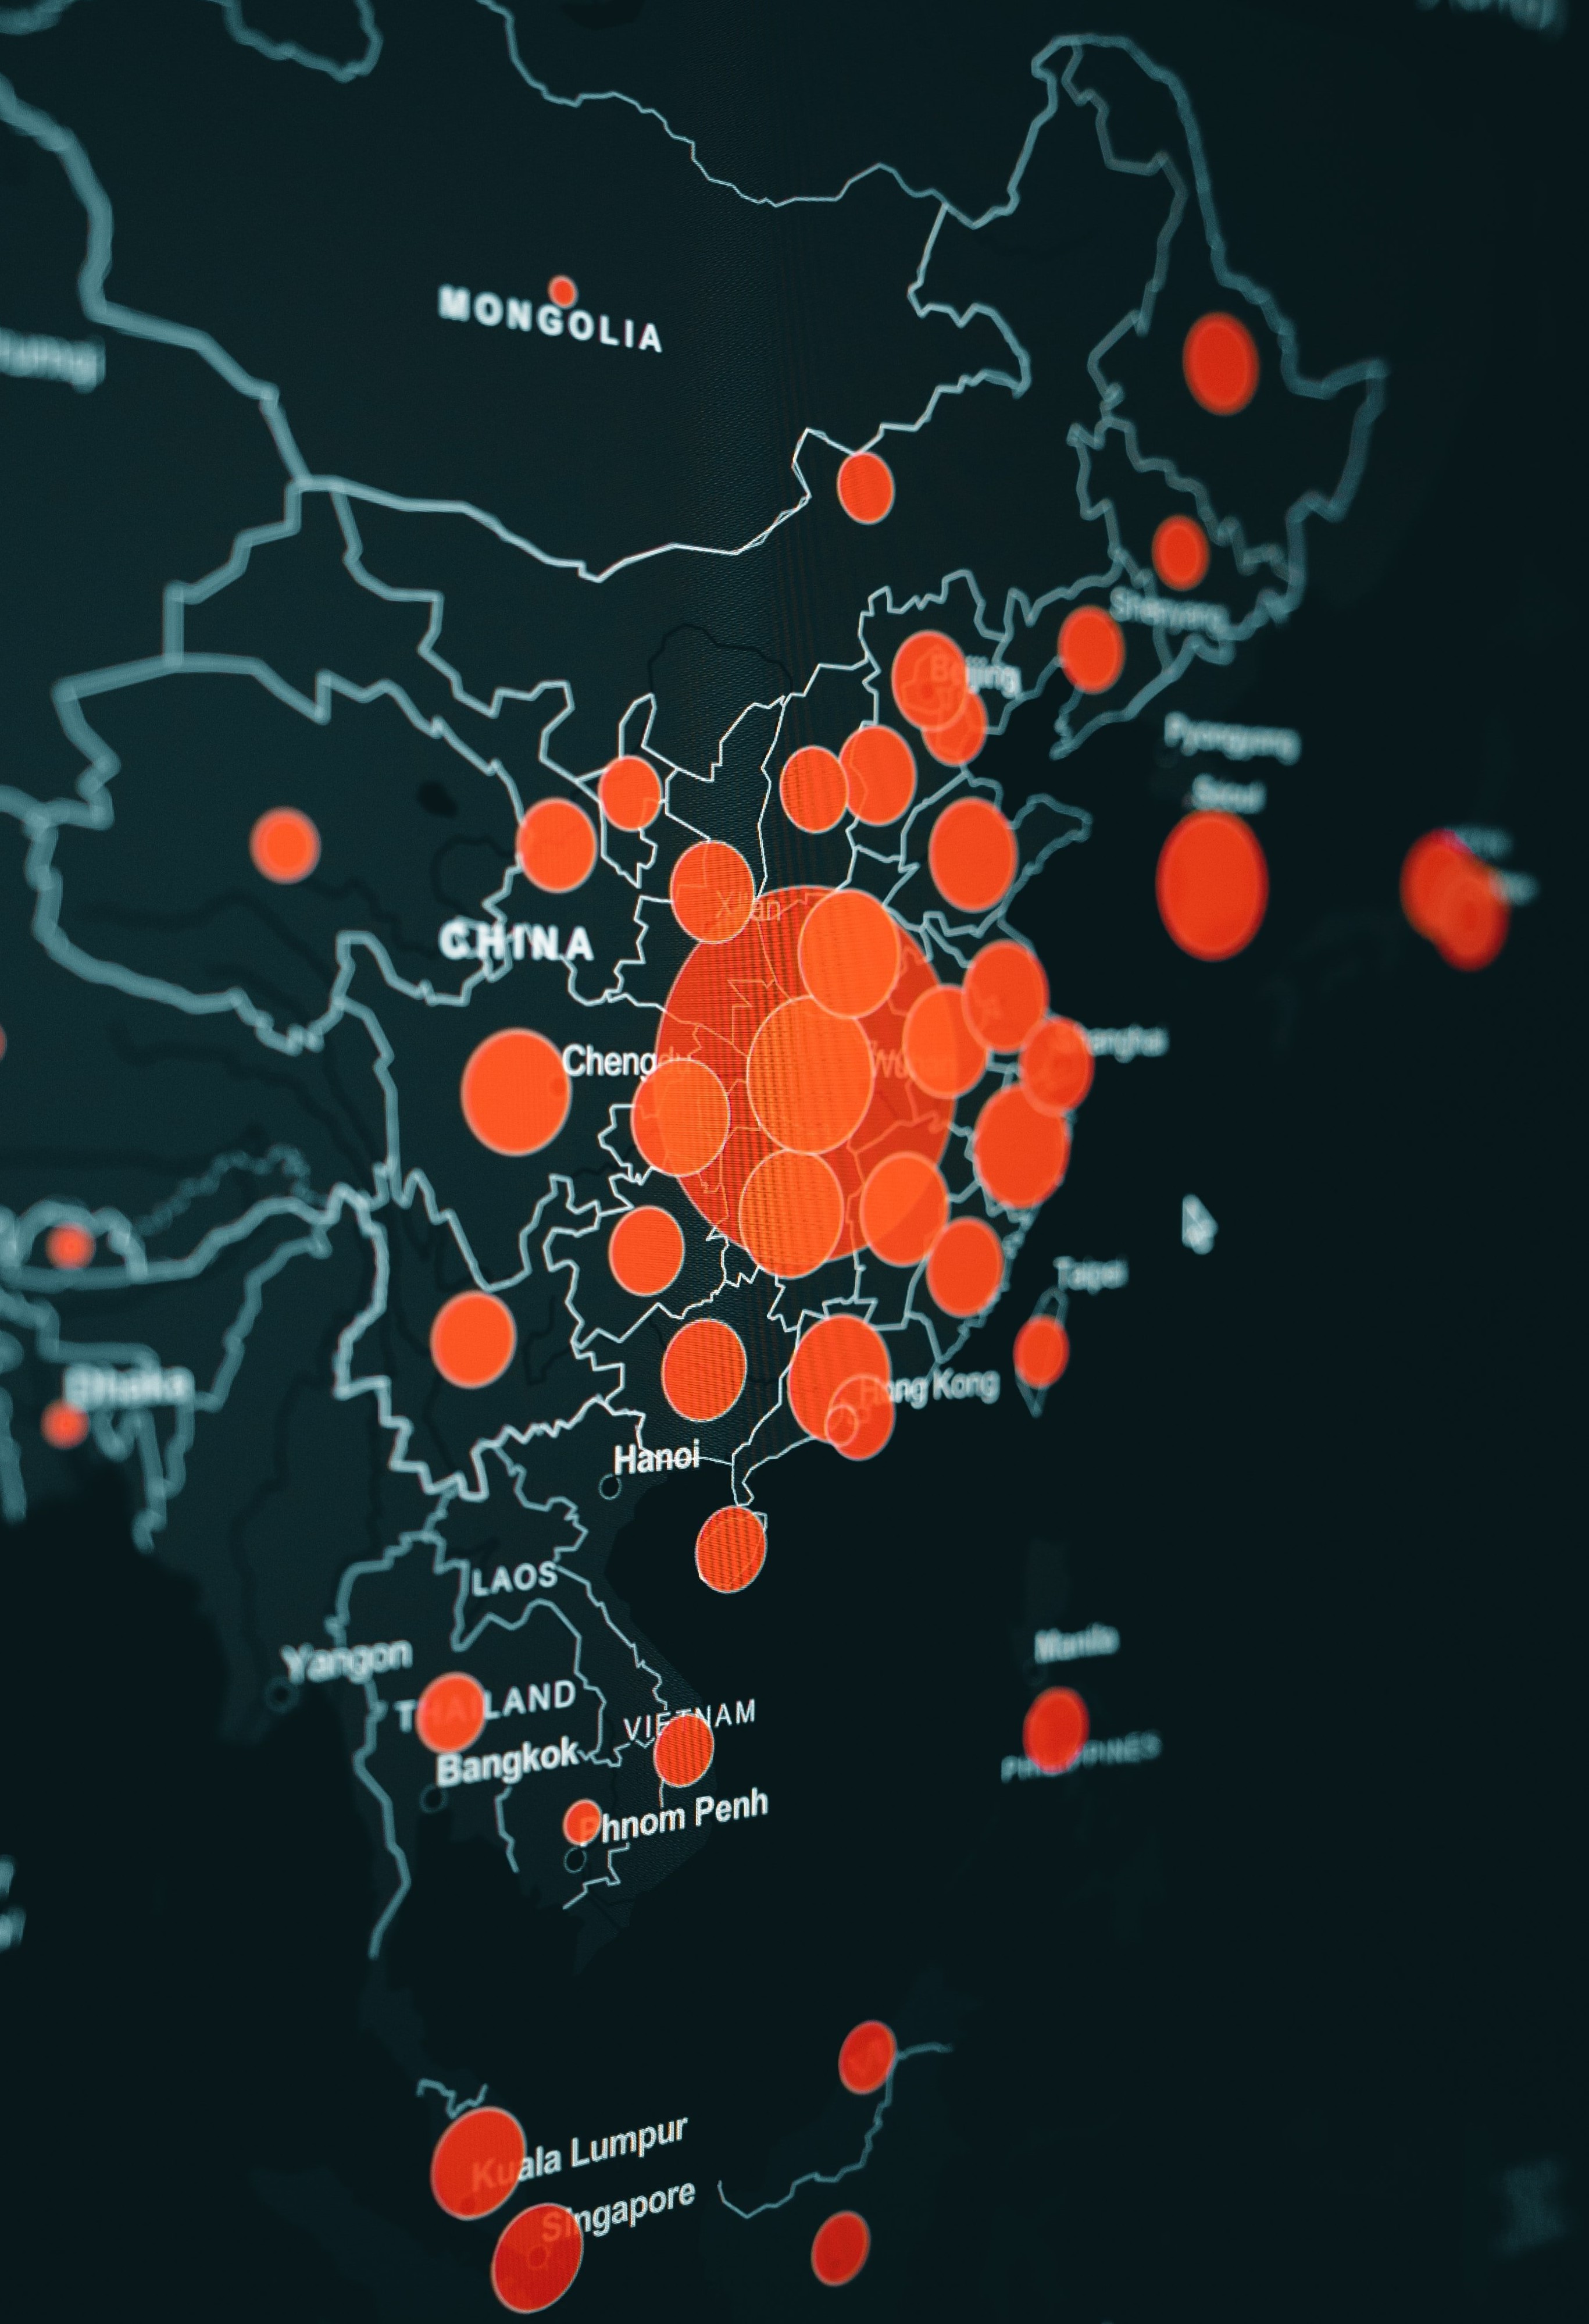 MONGOLIA
Shenyang
Beijing
Pyongyang
Seoul
Xi'an
CHINA
Chengdu
Wuhan
Shanghai
Taipei
Dhaka
Hong Kong
Hanoi
LAOS
Manila
Yangon
THAILAND
VIETNAM
PHILIPPINES
Bangkok
Phnom Penh
Kuala Lumpur
Singapore